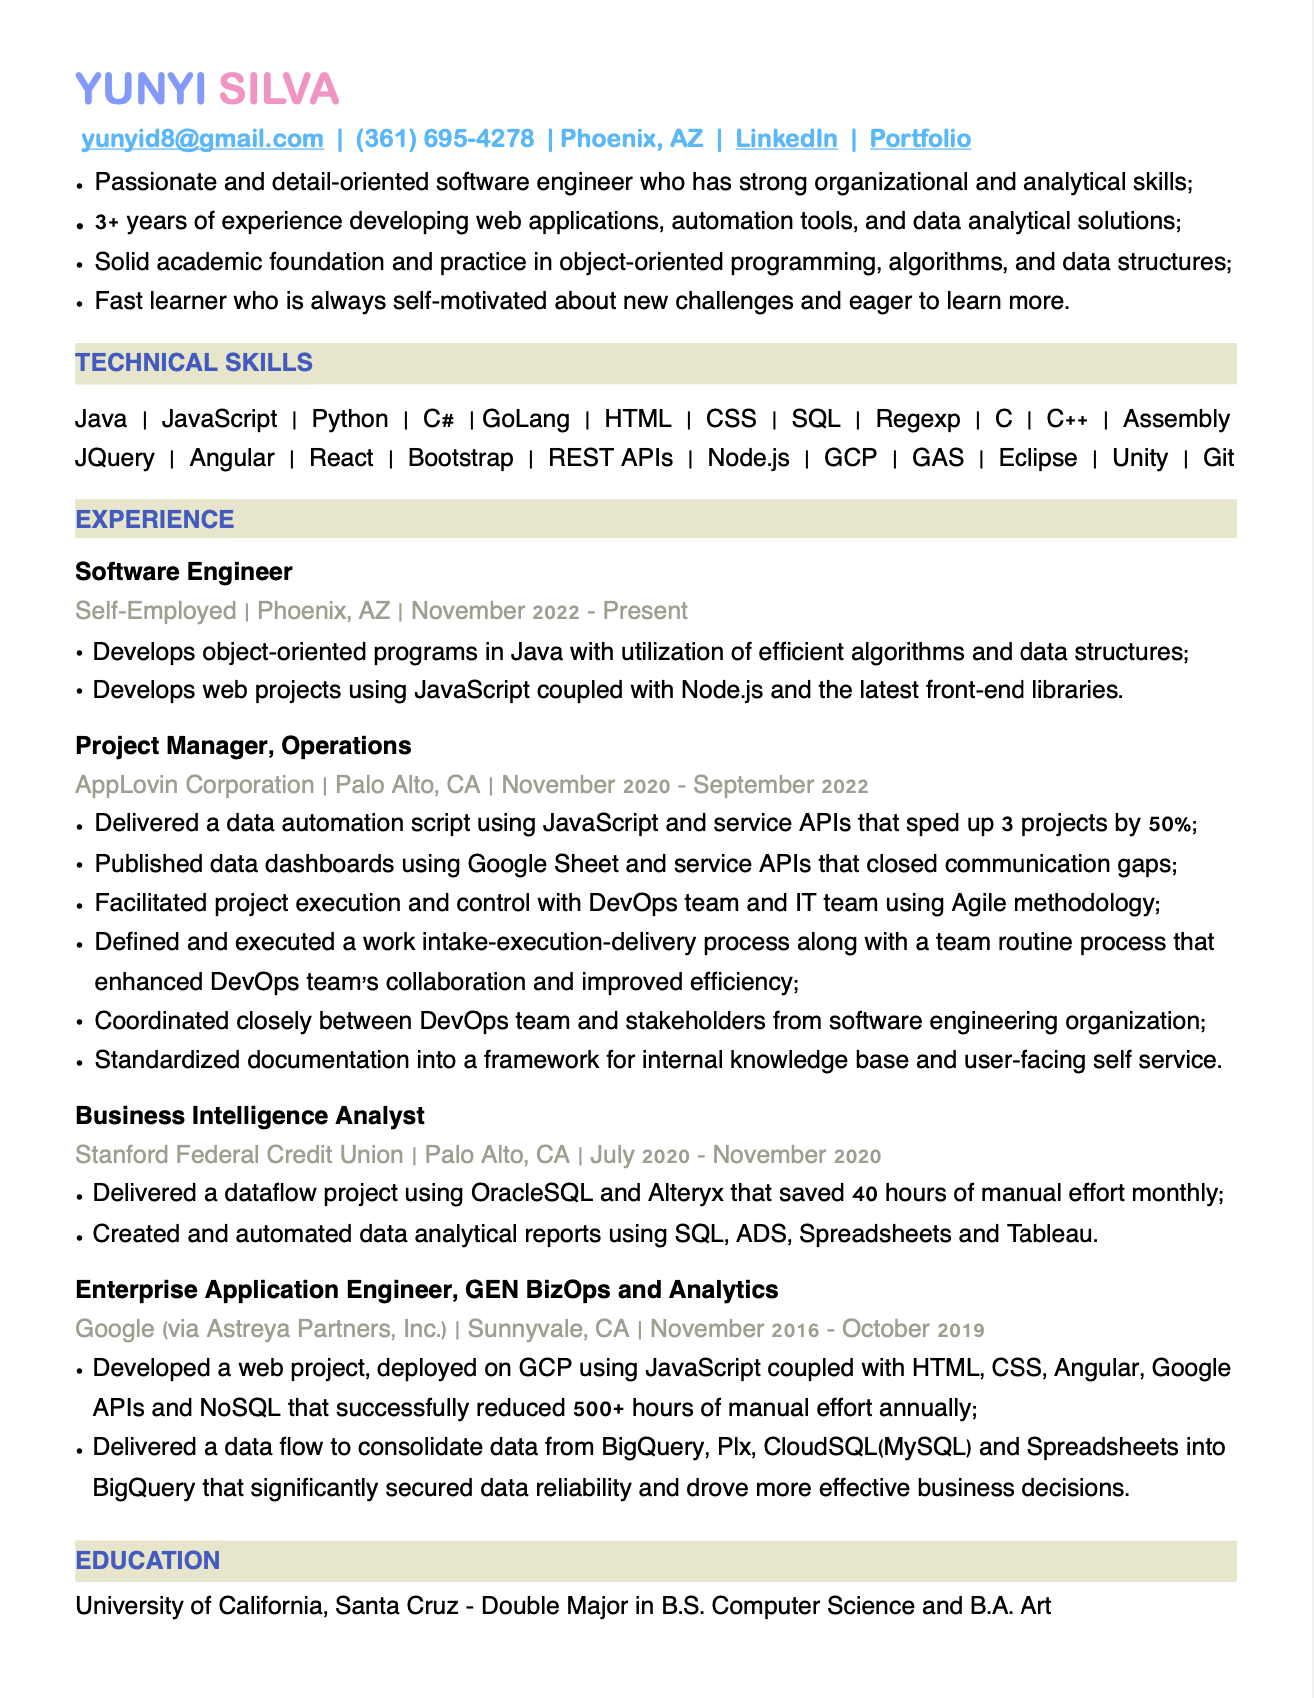 YUNYI SILVA
yunyid8@gmail.com | (361) 695-4278 | Phoenix, AZ | LinkedIn | Portfolio
• Passionate and detail-oriented software engineer who has strong organizational and analytical skills;
• 3+ years of experience developing web applications, automation tools, and data analytical solutions;
• Solid academic foundation and practice in object-oriented programming, algorithms, and data structures;
• Fast learner who is always self-motivated about new challenges and eager to learn more.
TECHNICAL SKILLS
Java | JavaScript | Python | C# | GoLang | HTML | CSS | SQL | Regexp | C | C++ | Assembly
JQuery | Angular | React | Bootstrap | REST APIs | Node.js | GCP | GAS | Eclipse | Unity | Git
EXPERIENCE
Software Engineer
Self-Employed | Phoenix, AZ | November 2022 - Present
• Develops object-oriented programs in Java with utilization of efficient algorithms and data structures;
• Develops web projects using JavaScript coupled with Node.js and the latest front-end libraries.
Project Manager, Operations
AppLovin Corporation | Palo Alto, CA | November 2020 - September 2022
• Delivered a data automation script using JavaScript and service APIs that sped up 3 projects by 50%;
• Published data dashboards using Google Sheet and service APIs that closed communication gaps;
• Facilitated project execution and control with DevOps team and IT team using Agile methodology;
• Defined and executed a work intake-execution-delivery process along with a team routine process that
enhanced DevOps team's collaboration and improved efficiency;
• Coordinated closely between DevOps team and stakeholders from software engineering organization;
• Standardized documentation into a framework for internal knowledge base and user-facing self service.
Business Intelligence Analyst
Stanford Federal Credit Union | Palo Alto, CA | July 2020 - November 2020
• Delivered a dataflow project using OracleSQL and Alteryx that saved 40 hours of manual effort monthly;
• Created and automated data analytical reports using SQL, ADS, Spreadsheets and Tableau.
Enterprise Application Engineer, GEN BizOps and Analytics
Google (via Astreya Partners, Inc.) | Sunnyvale, CA | November 2016 - October 2019
• Developed a web project, deployed on GCP using JavaScript coupled with HTML, CSS, Angular, Google
APIs and NoSQL that successfully reduced 500+ hours of manual effort annually;
• Delivered a data flow to consolidate data from BigQuery, Plx, CloudSQL(MySQL) and Spreadsheets into
BigQuery that significantly secured data reliability and drove more effective business decisions.
EDUCATION
University of California, Santa Cruz - Double Major in B.S. Computer Science and B.A. Art